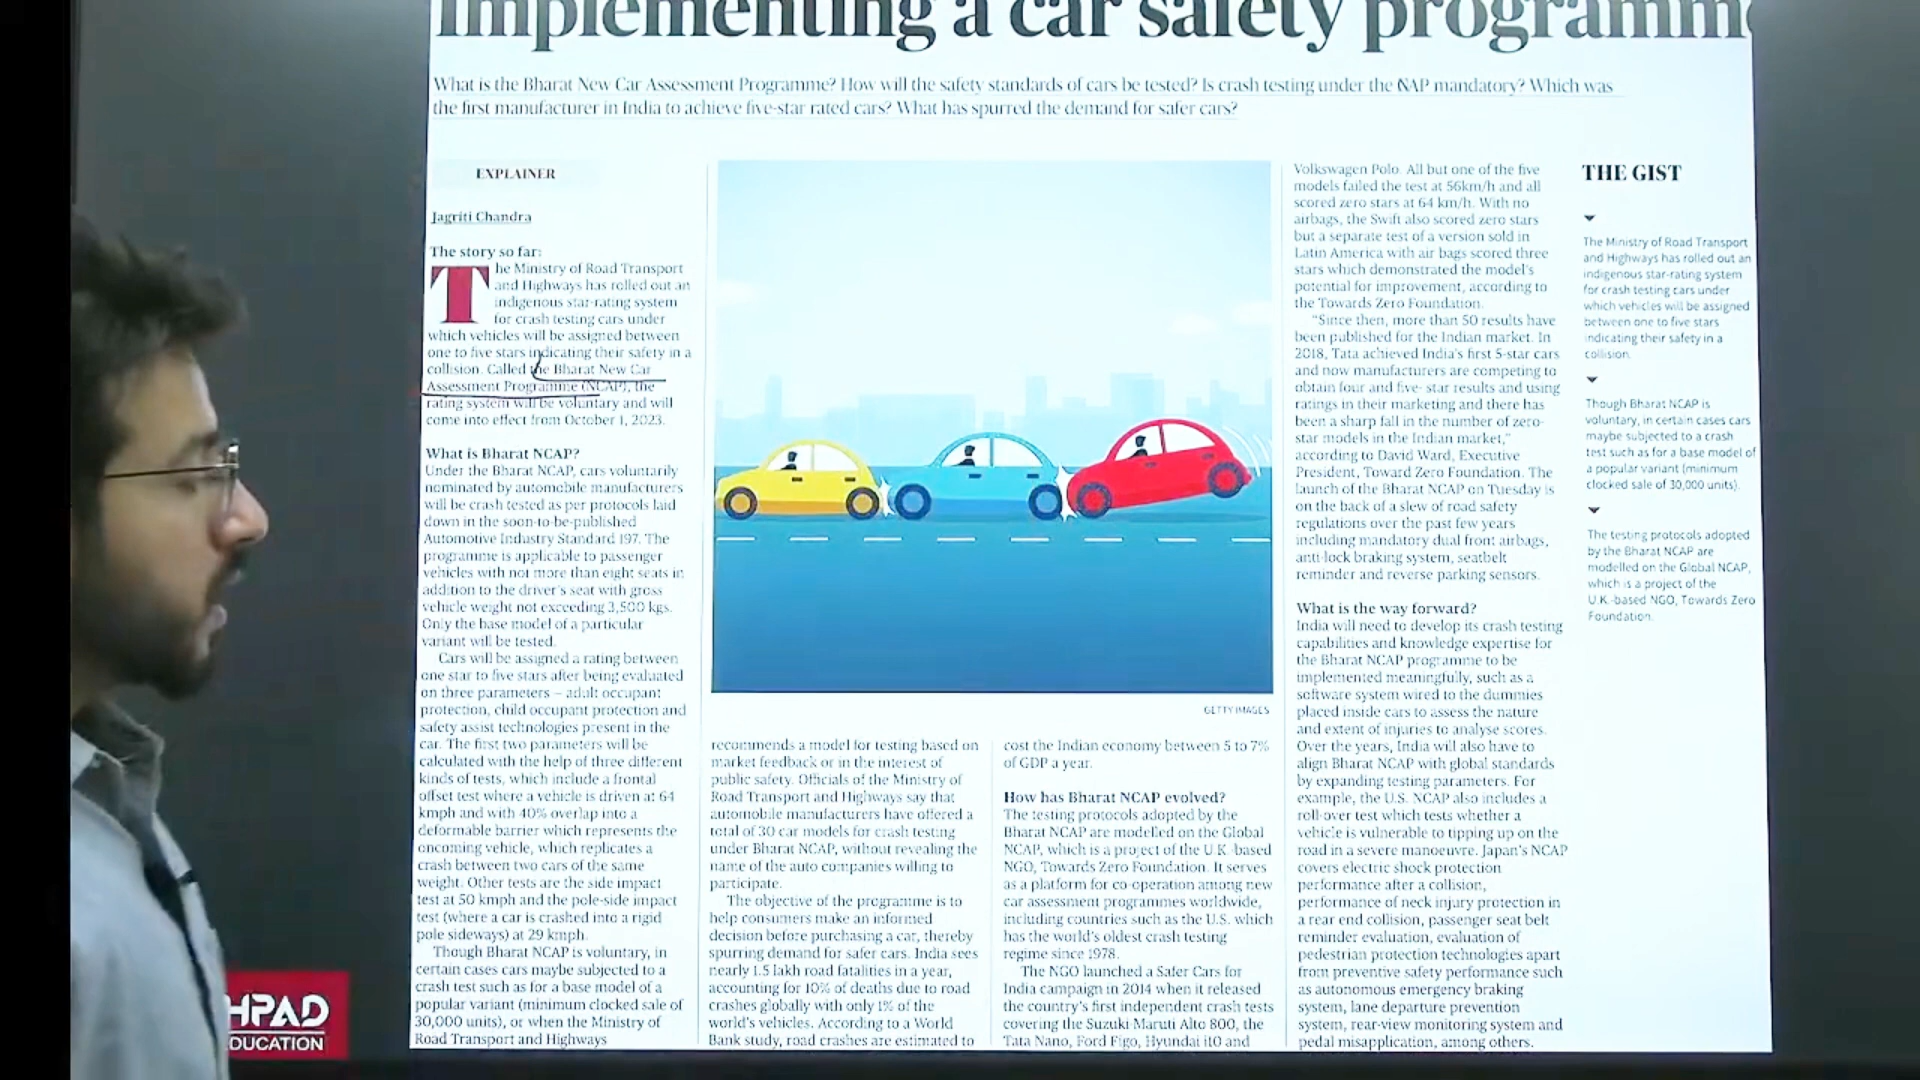 Implementing a car safety programme
What is the Bharat New Car Assessment Programme? How will the safety standards of cars be tested? Is crash testing under the NAP mandatory? Which was
the first manufacturer in India to achieve five-star rated cars? What has spurred the demand for safer cars?
EXPLAINER
Jagriti Chandra
The story so far:
The Ministry of Road Transport
and Highways has rolled out an
indigenous star-rating system
for crash testing cars under
which vehicles will be assigned between
one to five stars indicating their safety in a
collision. Called the Bharat New Car
Assessment Programme (NCAP), the
rating system will be voluntary and will
come into effect from October 1, 2023.
What is Bharat NCAP?
Under the Bharat NCAP, cars voluntarily
nominated by automobile manufacturers
will be crash tested as per protocols laid
down in the soon-to-be-published
Automotive Industry Standard 197. The
programme is applicable to passenger
vehicles with not more than eight seats in
addition to the driver's seat with gross
vehicle weight not exceeding 3,500 kgs.
Only the base model of a particular
variant will be tested.
Cars will be assigned a rating between
one star to five stars after being evaluated
on three parameters – adult occupant
protection, child occupant protection and
safety assist technologies present in the
car. The first two parameters will be
calculated with the help of three different
kinds of tests, which include a frontal
offset test where a vehicle is driven at 64
kmph and with 40% overlap into a
deformable barrier which represents the
oncoming vehicle, which replicates a
crash between two cars of the same
weight. Other tests are the side impact
test at 50 kmph and the pole-side impact
test (where a car is crashed into a rigid
pole sideways) at 29 kmph.
Though Bharat NCAP is voluntary, in
certain cases cars maybe subjected to a
crash test such as for a base model of a
popular variant (minimum clocked sale of
30,000 units), or when the Ministry of
Road Transport and Highways
GETTY IMAGES
recommends a model for testing based on
market feedback or in the interest of
public safety. Officials of the Ministry of
Road Transport and Highways say that
automobile manufacturers have offered a
total of 30 car models for crash testing
under Bharat NCAP, without revealing the
name of the auto companies willing to
participate.
The objective of the programme is to
help consumers make an informed
decision before purchasing a car, thereby
spurring demand for safer cars. India sees
nearly 1.5 lakh road fatalities in a year,
accounting for 10% of deaths due to road
crashes globally with only 1% of the
world's vehicles. According to a World
Bank study, road crashes are estimated to
cost the Indian economy between 5 to 7%
of GDP a year.
How has Bharat NCAP evolved?
The testing protocols adopted by the
Bharat NCAP are modelled on the Global
NCAP, which is a project of the U.K.-based
NGO, Towards Zero Foundation. It serves
as a platform for co-operation among new
car assessment programmes worldwide,
including countries such as the U.S. which
has the world's oldest crash testing
regime since 1978.
The NGO launched a Safer Cars for
India campaign in 2014 when it released
the country's first independent crash tests
covering the Suzuki-Maruti Alto 800, the
Tata Nano, Ford Figo, Hyundai i10 and
Volkswagen Polo. All but one of the five
models failed the test at 56km/h and all
scored zero stars at 64 km/h. With no
airbags, the Swift also scored zero stars
but a separate test of a version sold in
Latin America with air bags scored three
stars which demonstrated the model's
potential for improvement, according to
the Towards Zero Foundation.
"Since then, more than 50 results have
been published for the Indian market. In
2018, Tata achieved India's first 5-star cars
and now manufacturers are competing to
obtain four and five- star results and using
ratings in their marketing and there has
been a sharp fall in the number of zero-
star models in the Indian market,"
according to David Ward, Executive
President, Toward Zero Foundation. The
launch of the Bharat NCAP on Tuesday is
on the back of a slew of road safety
regulations over the past few years
including mandatory dual front airbags,
anti-lock braking system, seatbelt
reminder and reverse parking sensors.
What is the way forward?
India will need to develop its crash testing
capabilities and knowledge expertise for
the Bharat NCAP programme to be
implemented meaningfully, such as a
software system wired to the dummies
placed inside cars to assess the nature
and extent of injuries to analyse scores.
Over the years, India will also have to
align Bharat NCAP with global standards
by expanding testing parameters. For
example, the U.S. NCAP also includes a
roll-over test which tests whether a
vehicle is vulnerable to tipping up on the
road in a severe manoeuvre. Japan's NCAP
covers electric shock protection
performance after a collision,
performance of neck injury protection in
a rear end collision, passenger seat belt
reminder evaluation, evaluation of
pedestrian protection technologies apart
from preventive safety performance such
as autonomous emergency braking
system, lane departure prevention
system, rear-view monitoring system and
pedal misapplication, among others.
THE GIST
The Ministry of Road Transport
and Highways has rolled out an
indigenous star-rating system
for crash testing cars under
which vehicles will be assigned
between one to five stars
indicating their safety in a
collision.
Though Bharat NCAP is
voluntary, in certain cases cars
maybe subjected to a crash
test such as for a base model of
a popular variant (minimum
clocked sale of 30,000 units).
The testing protocols adopted
by the Bharat NCAP are
modelled on the Global NCAP,
which is a project of the
U.K.-based NGO, Towards Zero
Foundation.
HPAD
DUCATION